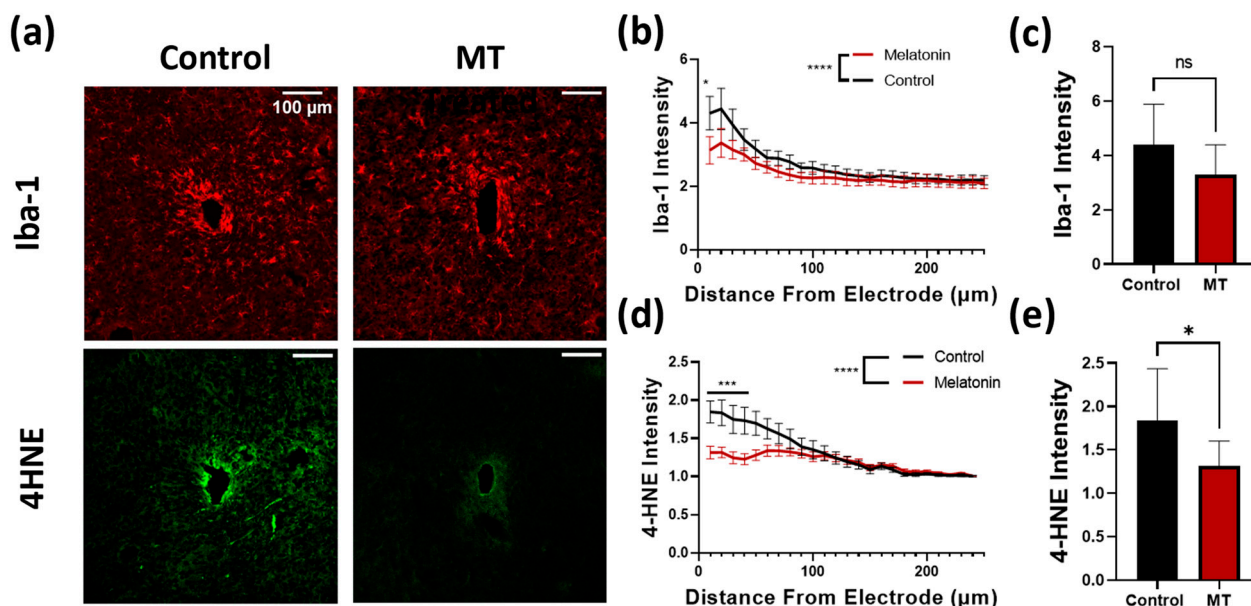 (a)
Control
MT
Iba-1
100 µm
4HNE
(b)
Iba-1 Intesnsity
6
4
2
0
*
****
Melatonin
Control
0
100
200
Distance From Electrode (µm)
(c)
Iba-1 Intensity
8
6
4
2
0
ns
Control
MT
(d)
4-HNE Intensity
2.5
2.0
1.5
1.0
0.5
0.0
***
****
Control
Melatonin
0
100
200
Distance From Electrode (µm)
(e)
4-HNE Intensity
2.5
2.0
1.5
1.0
0.5
0.0
*
Control
MT